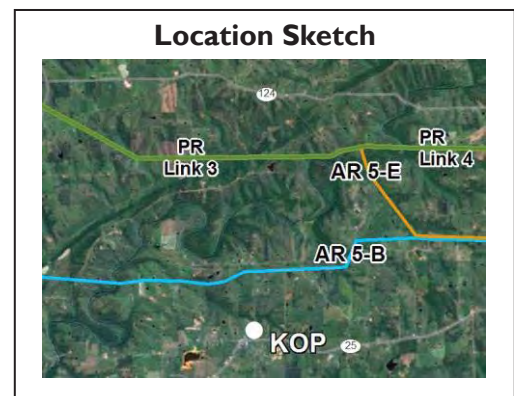 Location Sketch
124
PR
Link 3
PR
Link 4
AR 5-E
AR 5-B
KOP
25